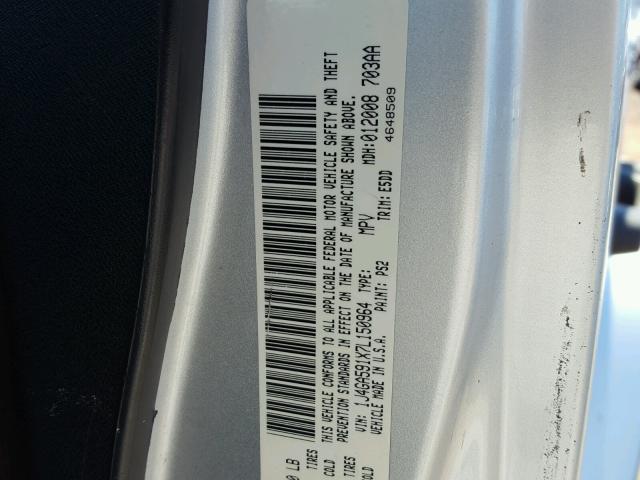 0 LB
TIRES
COLD
TIRES
COLD
THIS VEHICLE CONFORMS TO ALL APPLICABLE FEDERAL MOTOR VEHICLE SAFETY AND THEFT
PREVENTION STANDARDS IN EFFECT ON THE DATE OF MANUFACTURE SHOWN ABOVE.
VIN: 1J4GA591X7L150964 TYPE: MPV MDH:012008 703AA
VEHICLE MADE IN U.S.A. PAINT: PS2 TRIM: E5DD 4648509